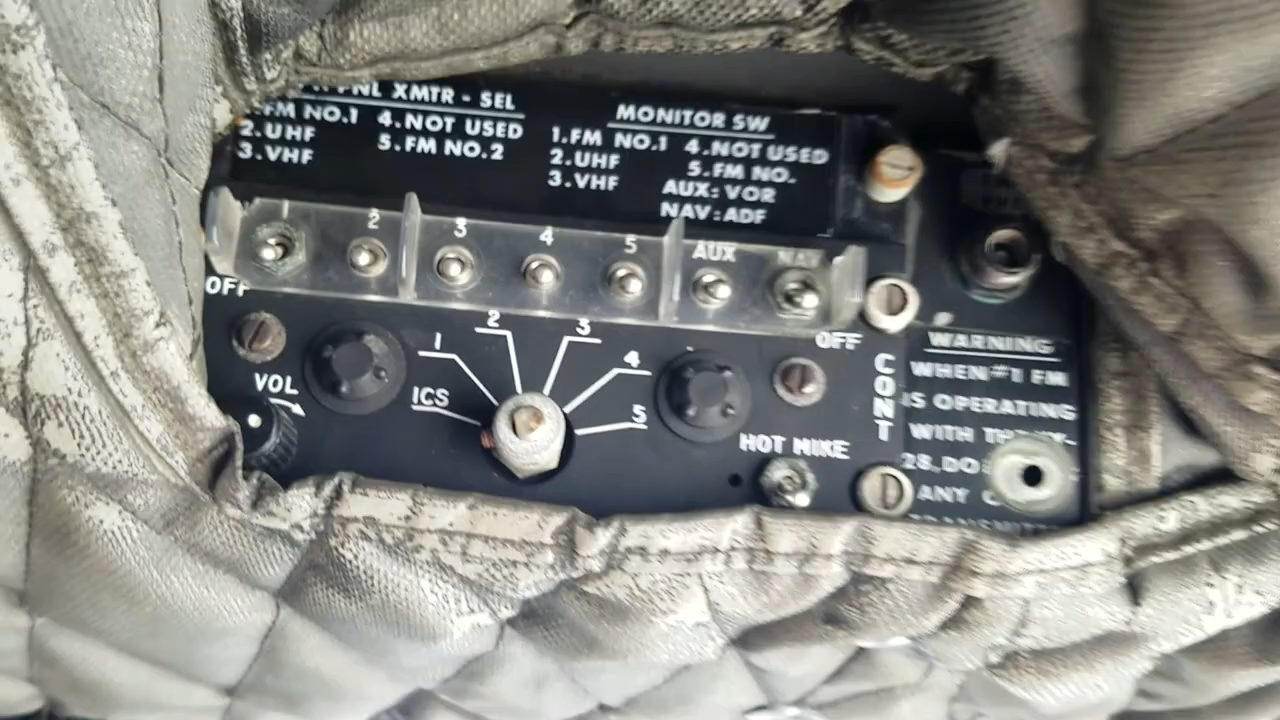 PNL XMTR - SEL
FM NO.1 4.NOT USED
2.UHF 5.FM NO.2
3.VHF
MONITOR SW
1.FM NO.1 4.NOT USED
2.UHF 5.FM NO.
3.VHF AUX: VOR
NAV: ADF
1 2 3 4 5 AUX NAV
OFF
OFF
1 2 3 4 5
ICS
VOL
HOT MIKE
CONT
WARNING
WHEN #1 FM
IS OPERATING
WITH THE
28, DO
ANY